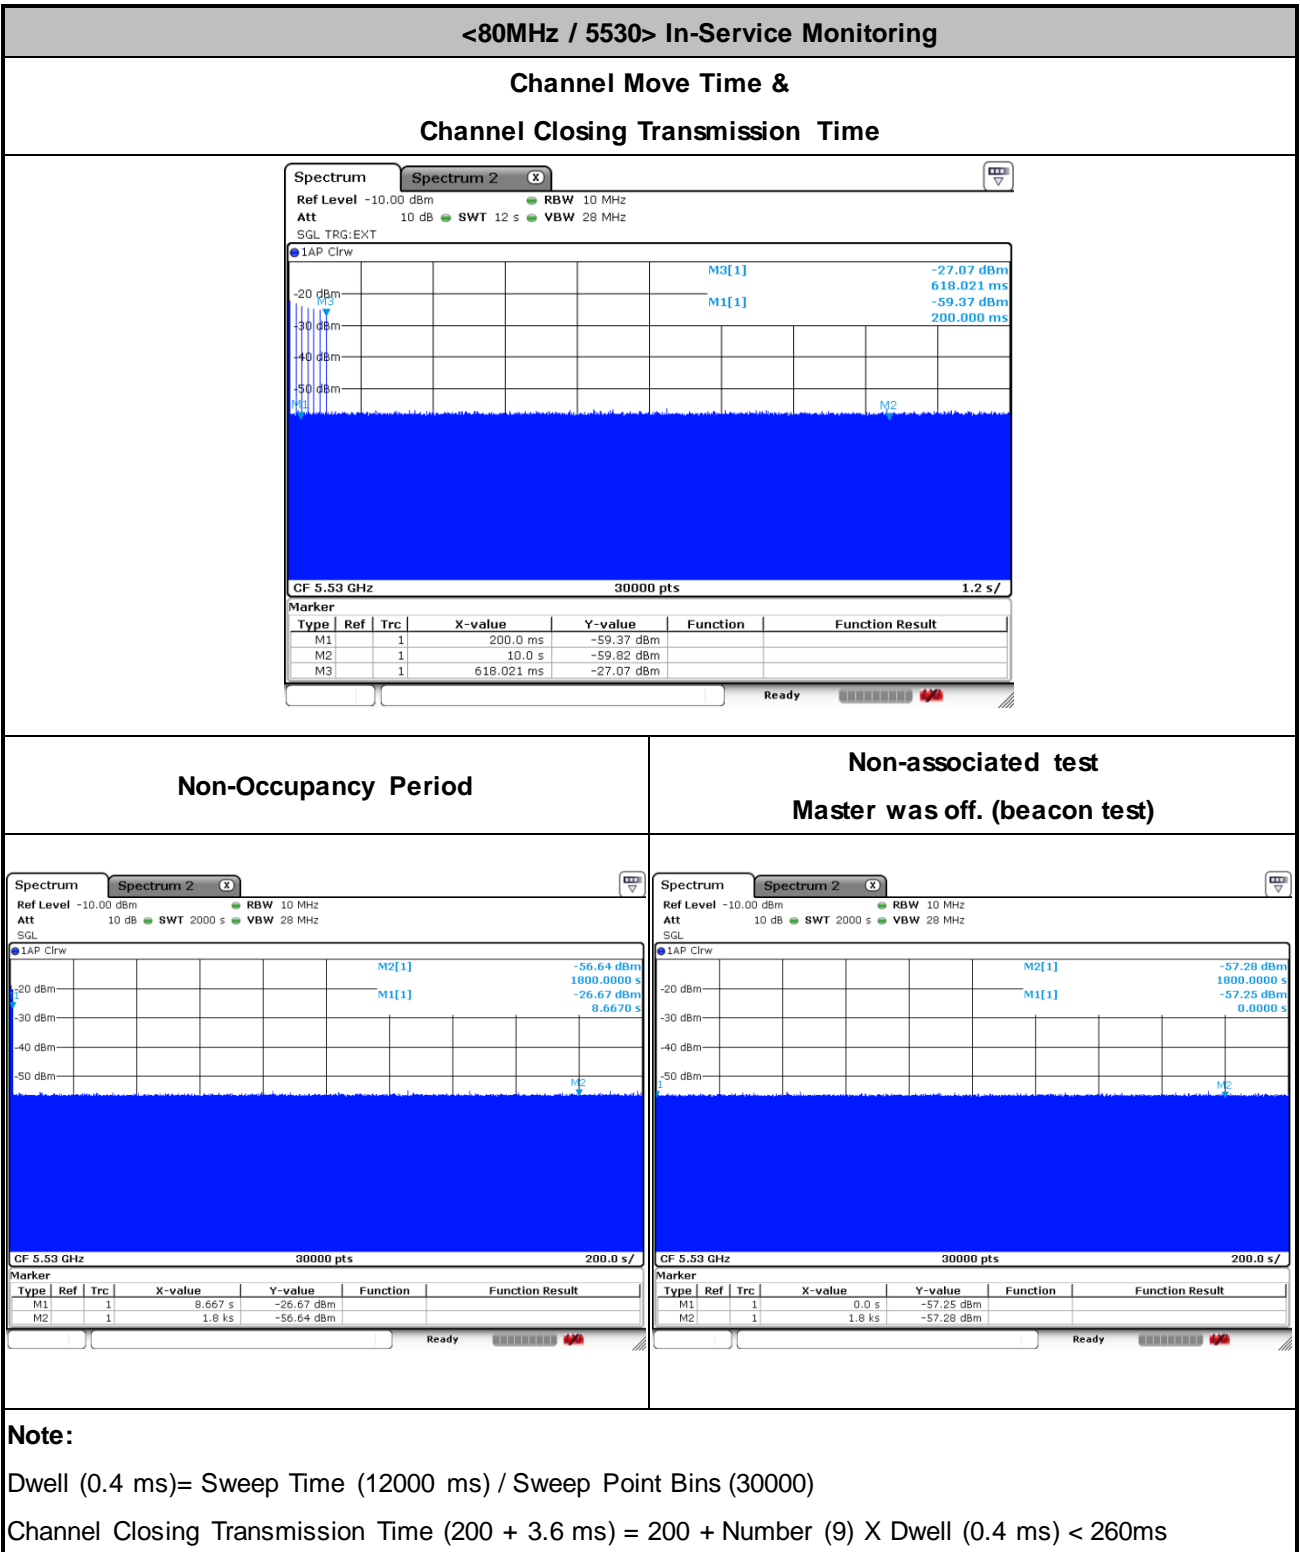 <80MHz / 5530> In-Service Monitoring
Channel Move Time &
Channel Closing Transmission Time
Spectrum
Spectrum 2
X
Ref Level -10.00 dBm
RBW 10 MHz
Att 10 dB
SWT 12 s
VBW 28 MHz
SGL TRG:EXT
1AP Clrw
M3[1] -27.07 dBm
618.021 ms
M1[1] -59.37 dBm
200.000 ms
-20 dBm
M3
-30 dBm
-40 dBm
-50 dBm
M1
M2
CF 5.53 GHz 30000 pts 1.2 s/
Marker
Type Ref Trc X-value Y-value Function Function Result
M1 1 200.0 ms -59.37 dBm
M2 1 10.0 s -59.82 dBm
M3 1 618.021 ms -27.07 dBm
Ready
Non-Occupancy Period
Non-associated test
Master was off. (beacon test)
Spectrum
Spectrum 2
X
Ref Level -10.00 dBm
RBW 10 MHz
Att 10 dB
SWT 2000 s
VBW 28 MHz
SGL
1AP Clrw
M2[1] -56.64 dBm
1800.0000 s
M1[1] -26.67 dBm
8.6670 s
-20 dBm
1
-30 dBm
-40 dBm
-50 dBm
M2
CF 5.53 GHz 30000 pts 200.0 s/
Marker
Type Ref Trc X-value Y-value Function Function Result
M1 1 8.667 s -26.67 dBm
M2 1 1.8 ks -56.64 dBm
Ready
Spectrum
Spectrum 2
X
Ref Level -10.00 dBm
RBW 10 MHz
Att 10 dB
SWT 2000 s
VBW 28 MHz
SGL
1AP Clrw
M2[1] -57.28 dBm
1800.0000 s
M1[1] -57.25 dBm
0.0000 s
-20 dBm
-30 dBm
-40 dBm
-50 dBm
1
M2
CF 5.53 GHz 30000 pts 200.0 s/
Marker
Type Ref Trc X-value Y-value Function Function Result
M1 1 0.0 s -57.25 dBm
M2 1 1.8 ks -57.28 dBm
Ready
Note:
Dwell (0.4 ms)= Sweep Time (12000 ms) / Sweep Point Bins (30000)
Channel Closing Transmission Time (200 + 3.6 ms) = 200 + Number (9) X Dwell (0.4 ms) < 260ms